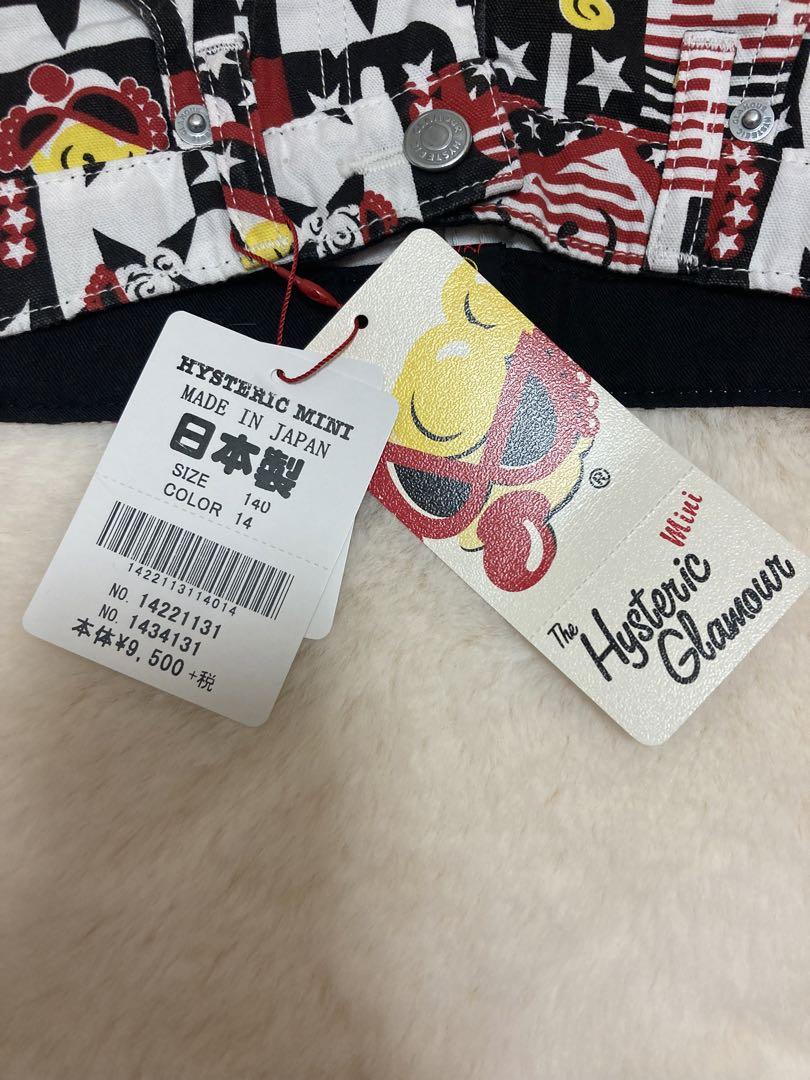 HYSTERIC MINI
MADE IN JAPAN
日本製
SIZE 140
COLOR 14
1422113114014
NO. 14221131
NO. 1434131
本体¥9,500+税
®
The Hysteric Mini
Glamour